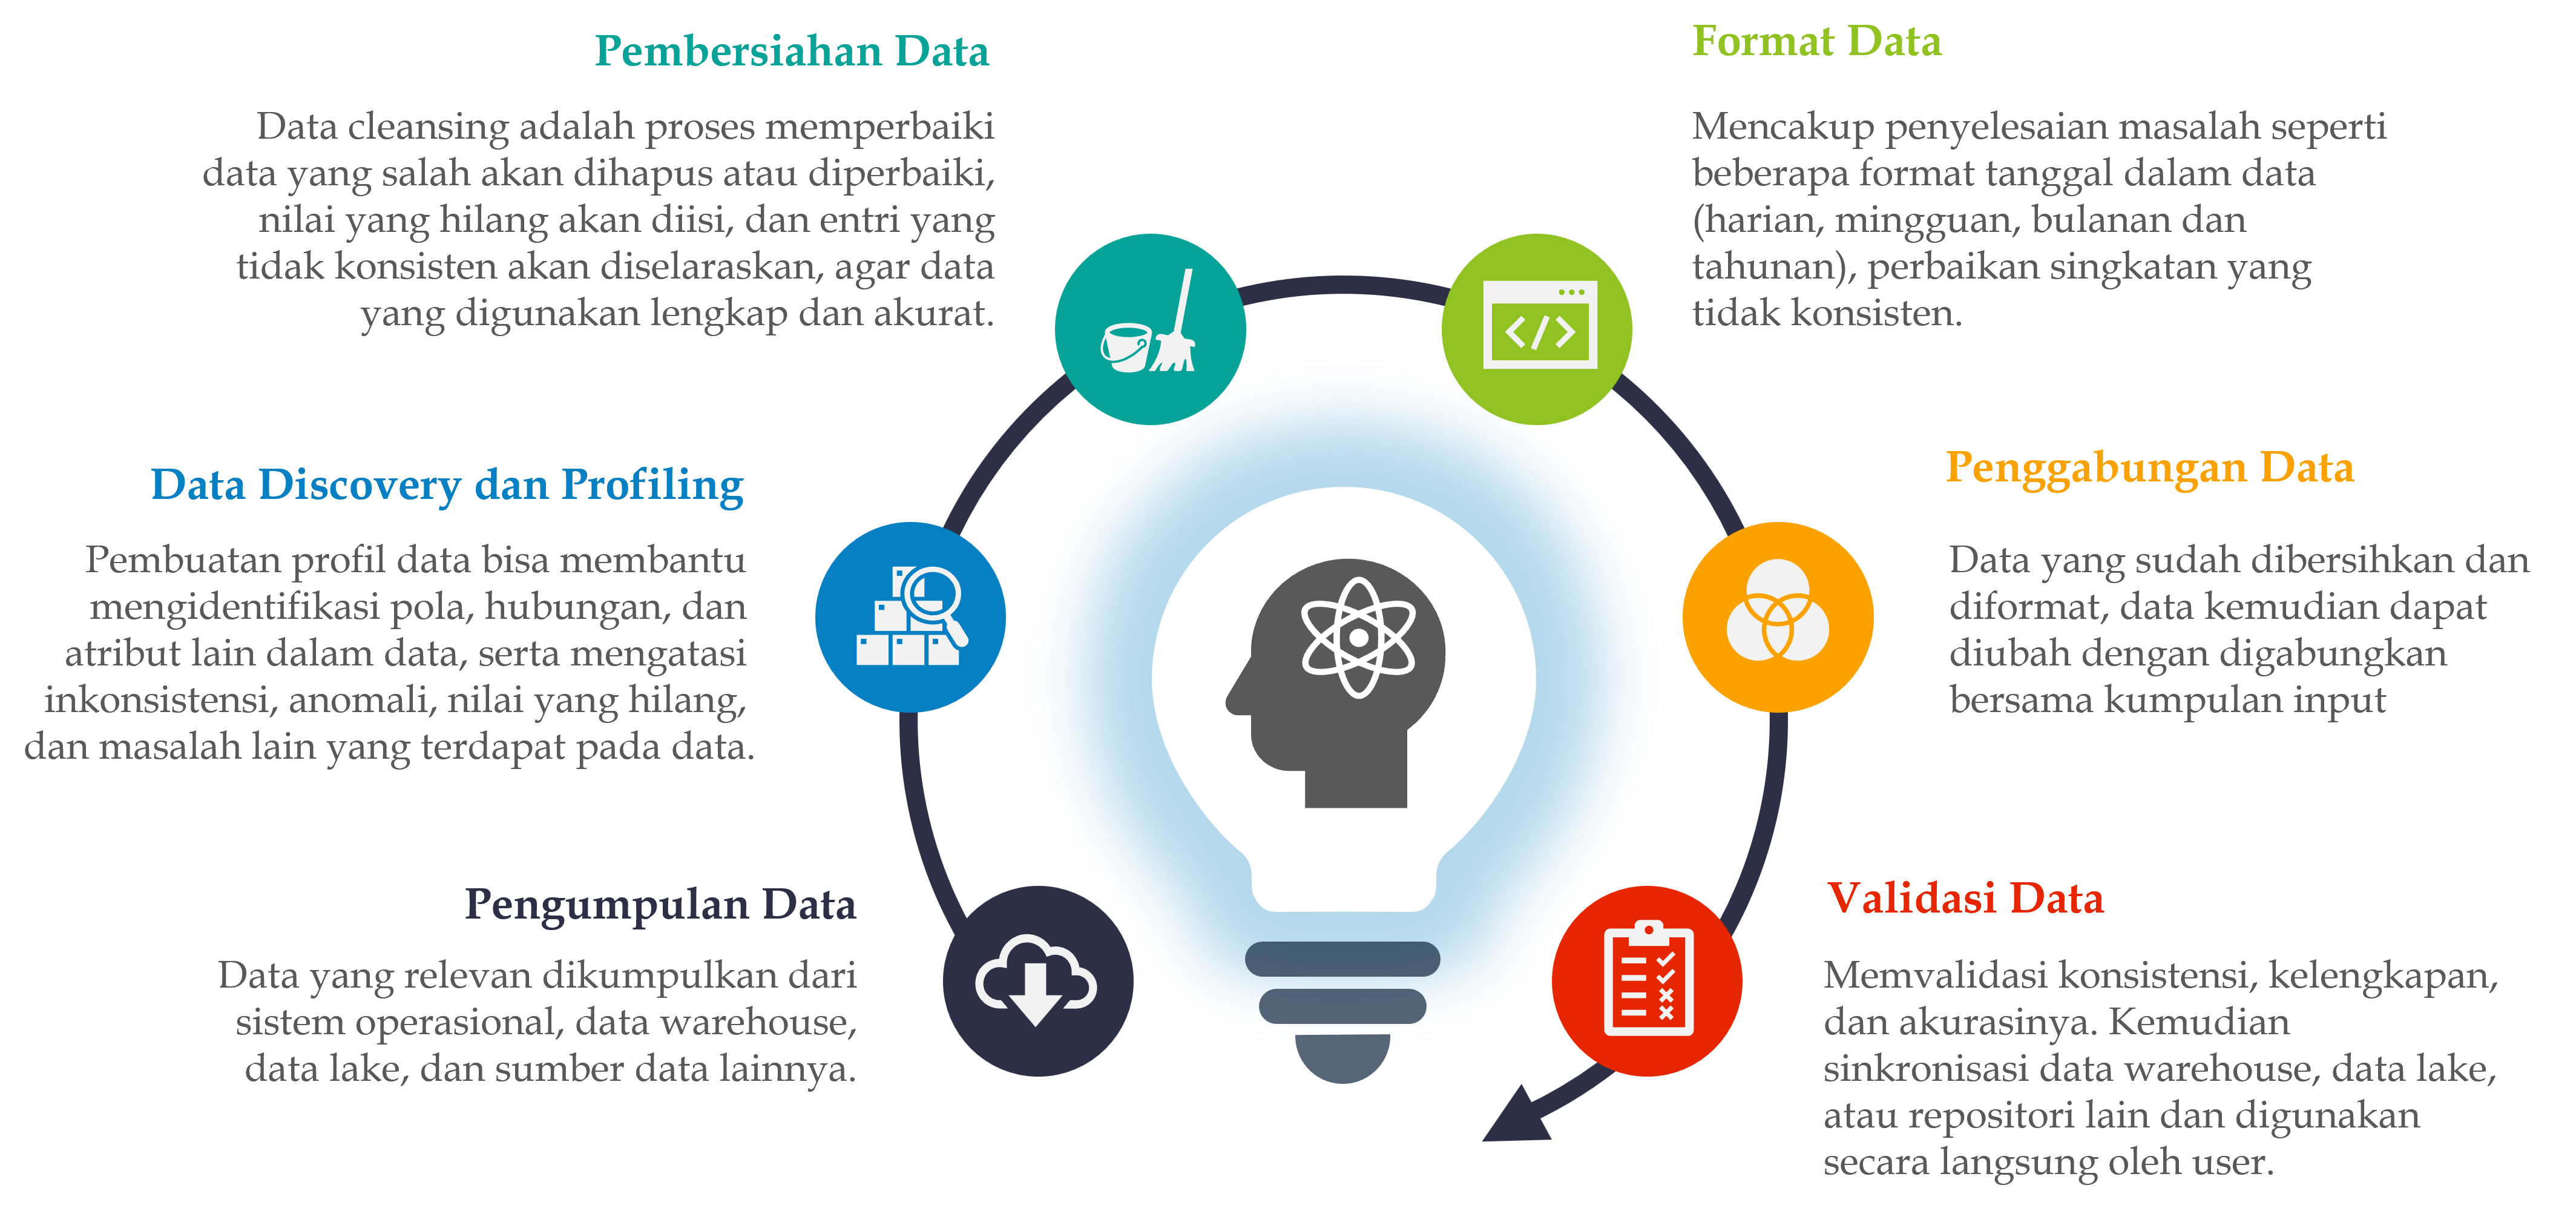 Pembersiahan Data
Data cleansing adalah proses memperbaiki
data yang salah akan dihapus atau diperbaiki,
nilai yang hilang akan diisi, dan entri yang
tidak konsisten akan diselaraskan, agar data
yang digunakan lengkap dan akurat.
Format Data
Mencakup penyelesaian masalah seperti
beberapa format tanggal dalam data
(harian, mingguan, bulanan dan
tahunan), perbaikan singkatan yang
tidak konsisten.
Data Discovery dan Profiling
Pembuatan profil data bisa membantu
mengidentifikasi pola, hubungan, dan
atribut lain dalam data, serta mengatasi
inkonsistensi, anomali, nilai yang hilang,
dan masalah lain yang terdapat pada data.
Penggabungan Data
Data yang sudah dibersihkan dan
diformat, data kemudian dapat
diubah dengan digabungkan
bersama kumpulan input
Pengumpulan Data
Data yang relevan dikumpulkan dari
sistem operasional, data warehouse,
data lake, dan sumber data lainnya.
Validasi Data
Memvalidasi konsistensi, kelengkapan,
dan akurasinya. Kemudian
sinkronisasi data warehouse, data lake,
atau repositori lain dan digunakan
secara langsung oleh user.